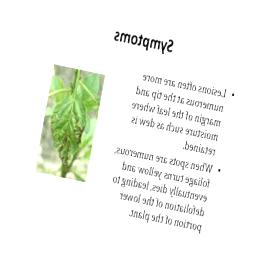 Symptoms
• Lesions often are more
numerous at the tip and
margin of the leaf where
moisture such as dew is
retained.
• When spots are numerous,
foliage turns yellow and
eventually dies, leading to
defoliation of the lower
portion of the plant.